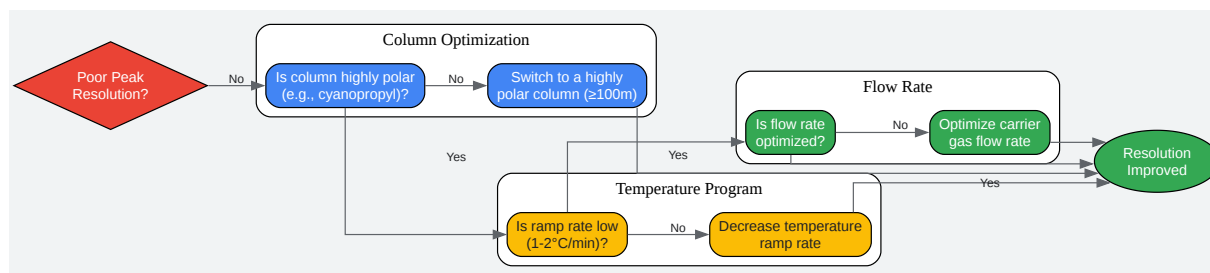 Poor Peak
Resolution?
No
Column Optimization
Is column highly polar
(e.g., cyanopropyl)?
No
Switch to a highly
polar column (≥100m)
Yes
Flow Rate
Is flow rate
optimized?
No
Optimize carrier
gas flow rate
Yes
Temperature Program
Is ramp rate low
(1-2°C/min)?
No
Decrease temperature
ramp rate
Yes
Resolution
Improved